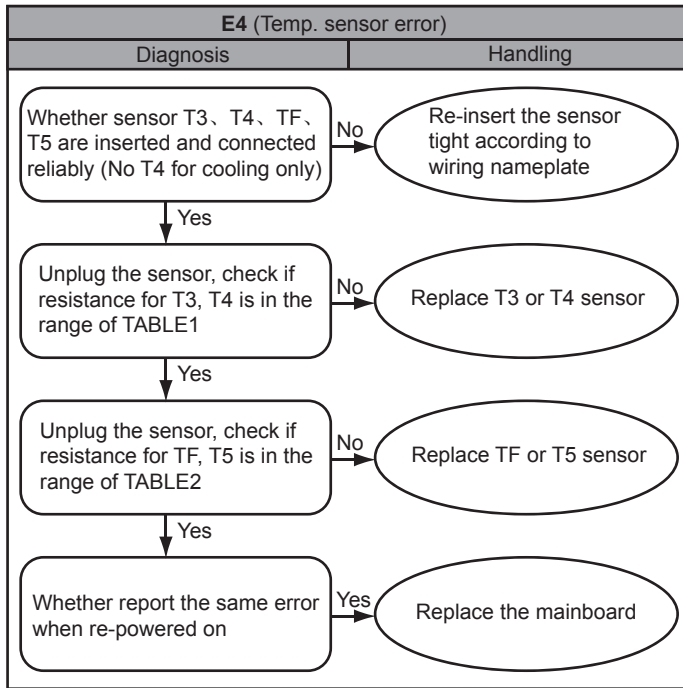 E4 (Temp. sensor error)
Diagnosis
Handling
Whether sensor T3、T4、TF、
T5 are inserted and connected
reliably (No T4 for cooling only)
No
Re-insert the sensor
tight according to
wiring nameplate
Yes
Unplug the sensor, check if
resistance for T3, T4 is in the
range of TABLE1
No
Replace T3 or T4 sensor
Yes
Unplug the sensor, check if
resistance for TF, T5 is in the
range of TABLE2
No
Replace TF or T5 sensor
Yes
Whether report the same error
when re-powered on
Yes
Replace the mainboard